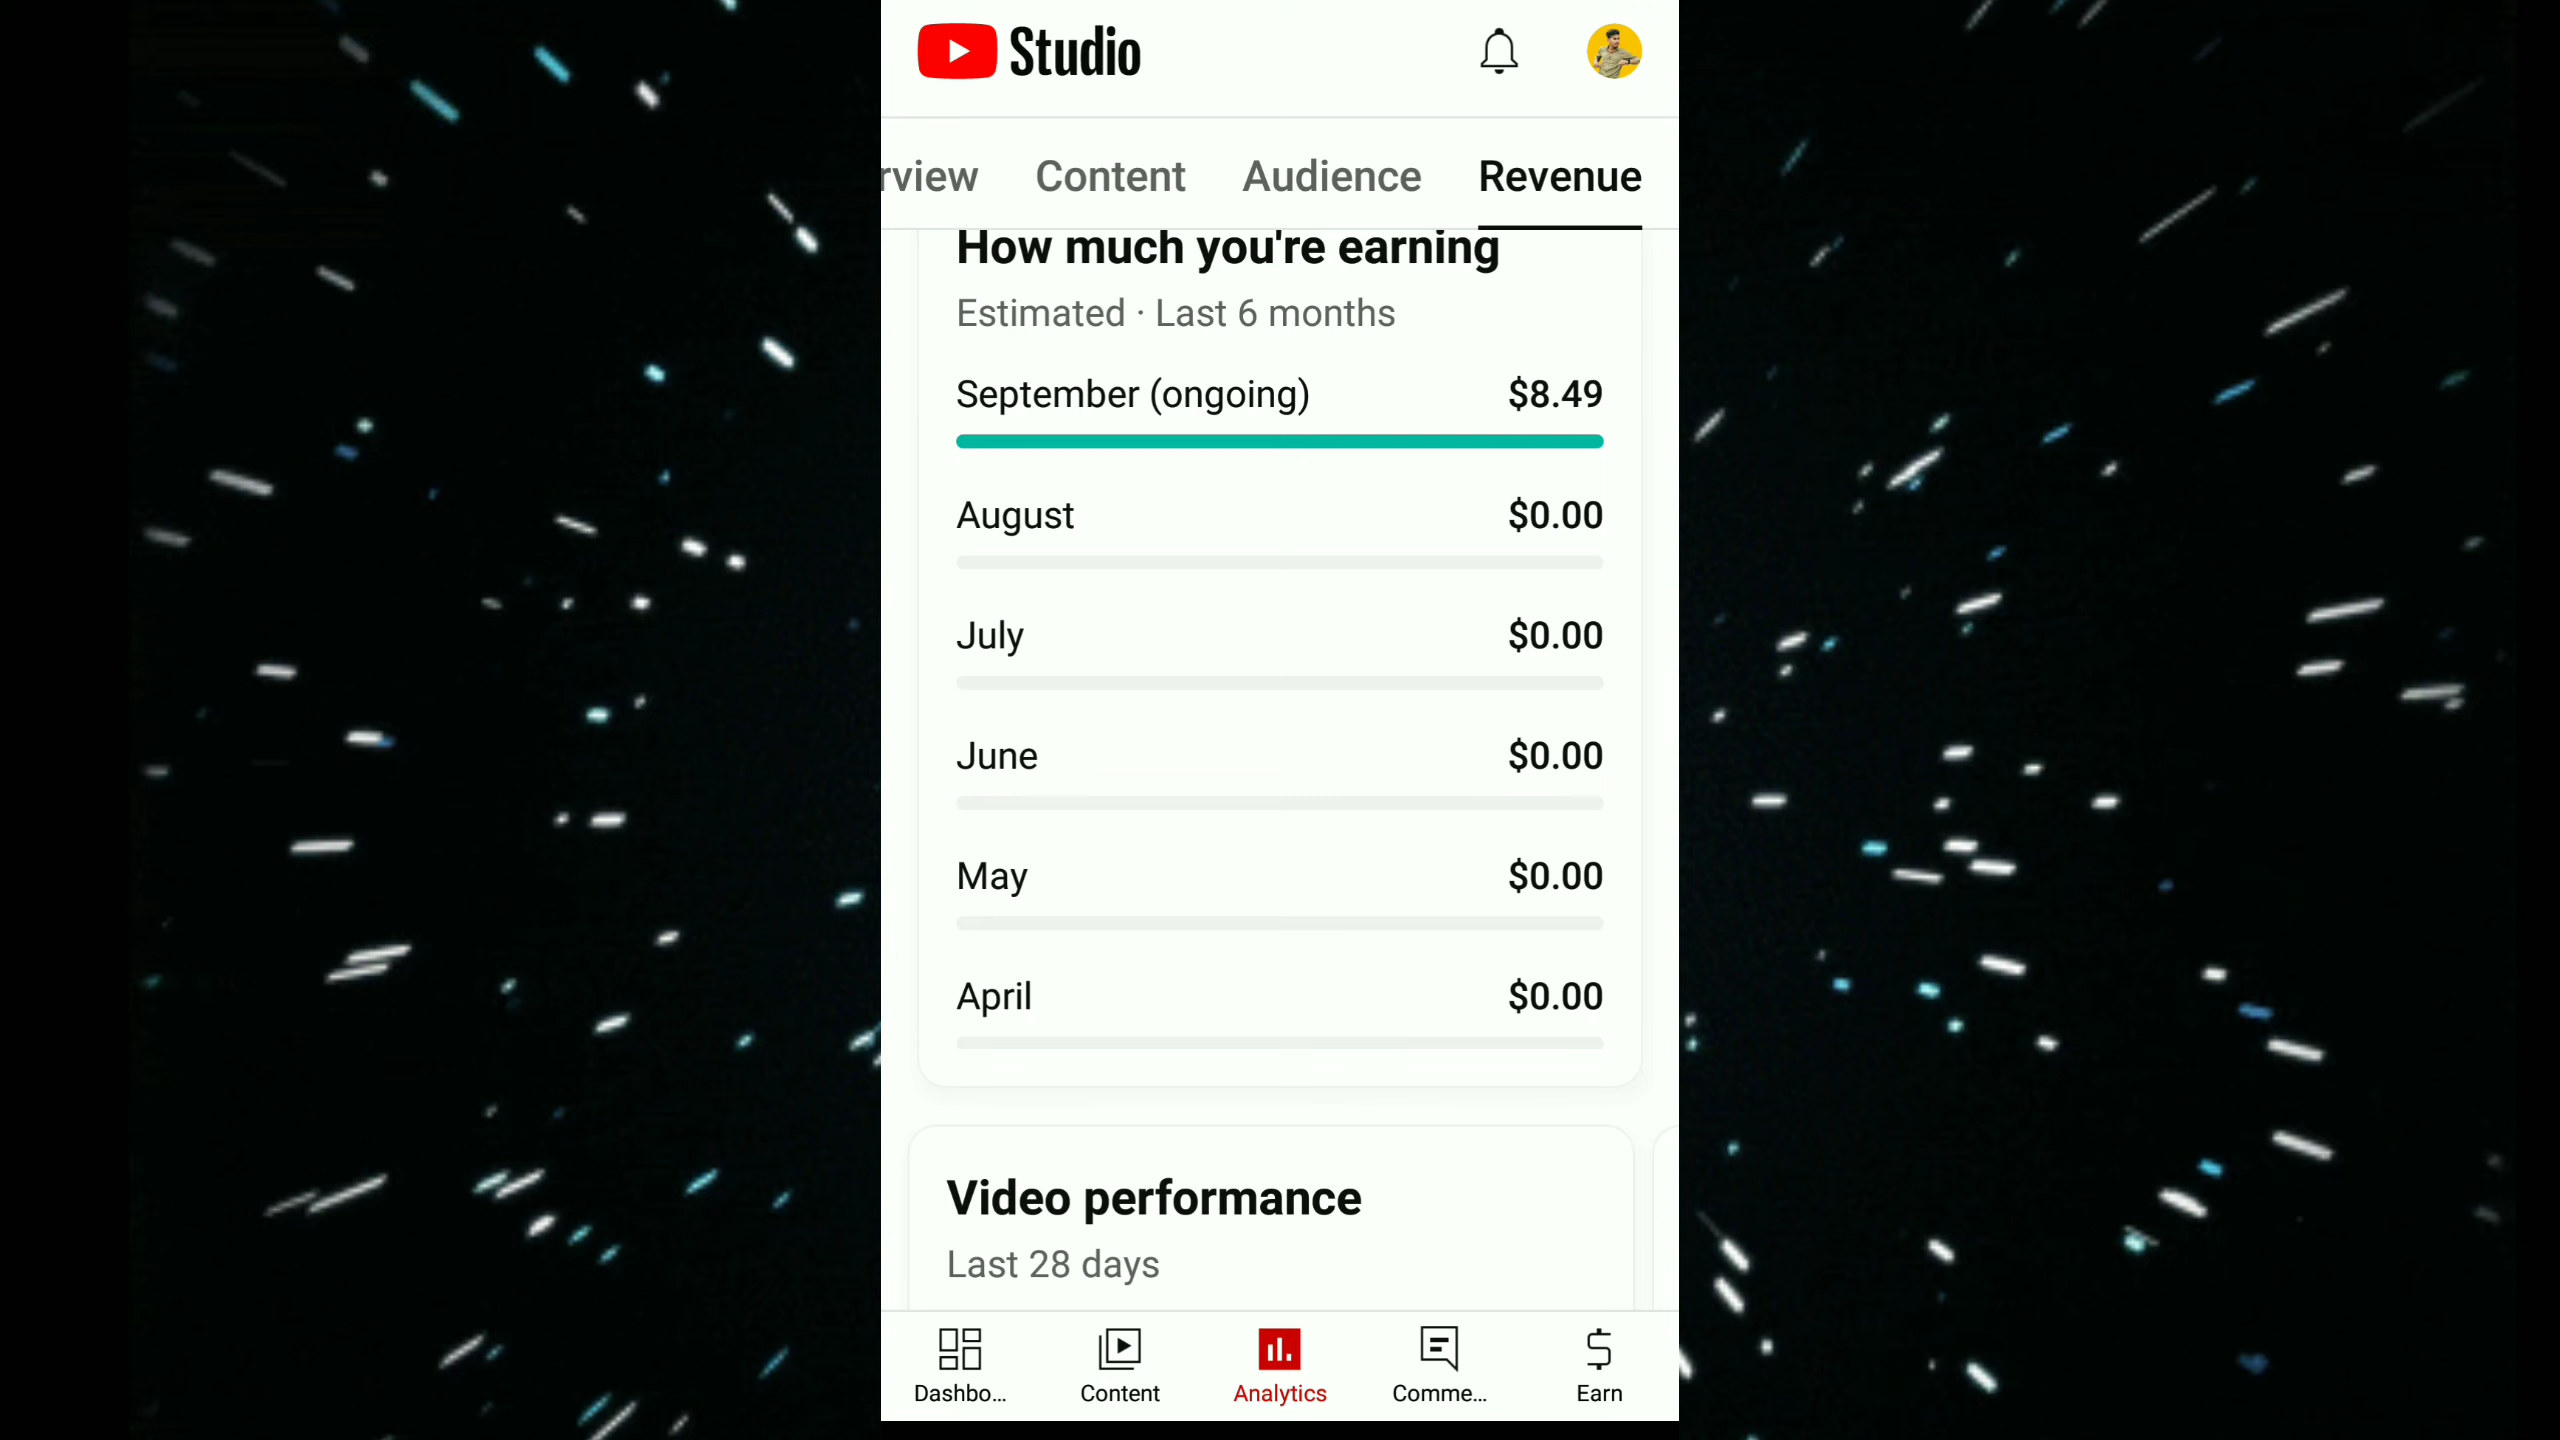 Studio
rview Content Audience Revenue
How much you're earning
Estimated · Last 6 months
September (ongoing) $8.49
August $0.00
July $0.00
June $0.00
May $0.00
April $0.00
Video performance
Last 28 days
Dashbo... Content Analytics Comme... Earn